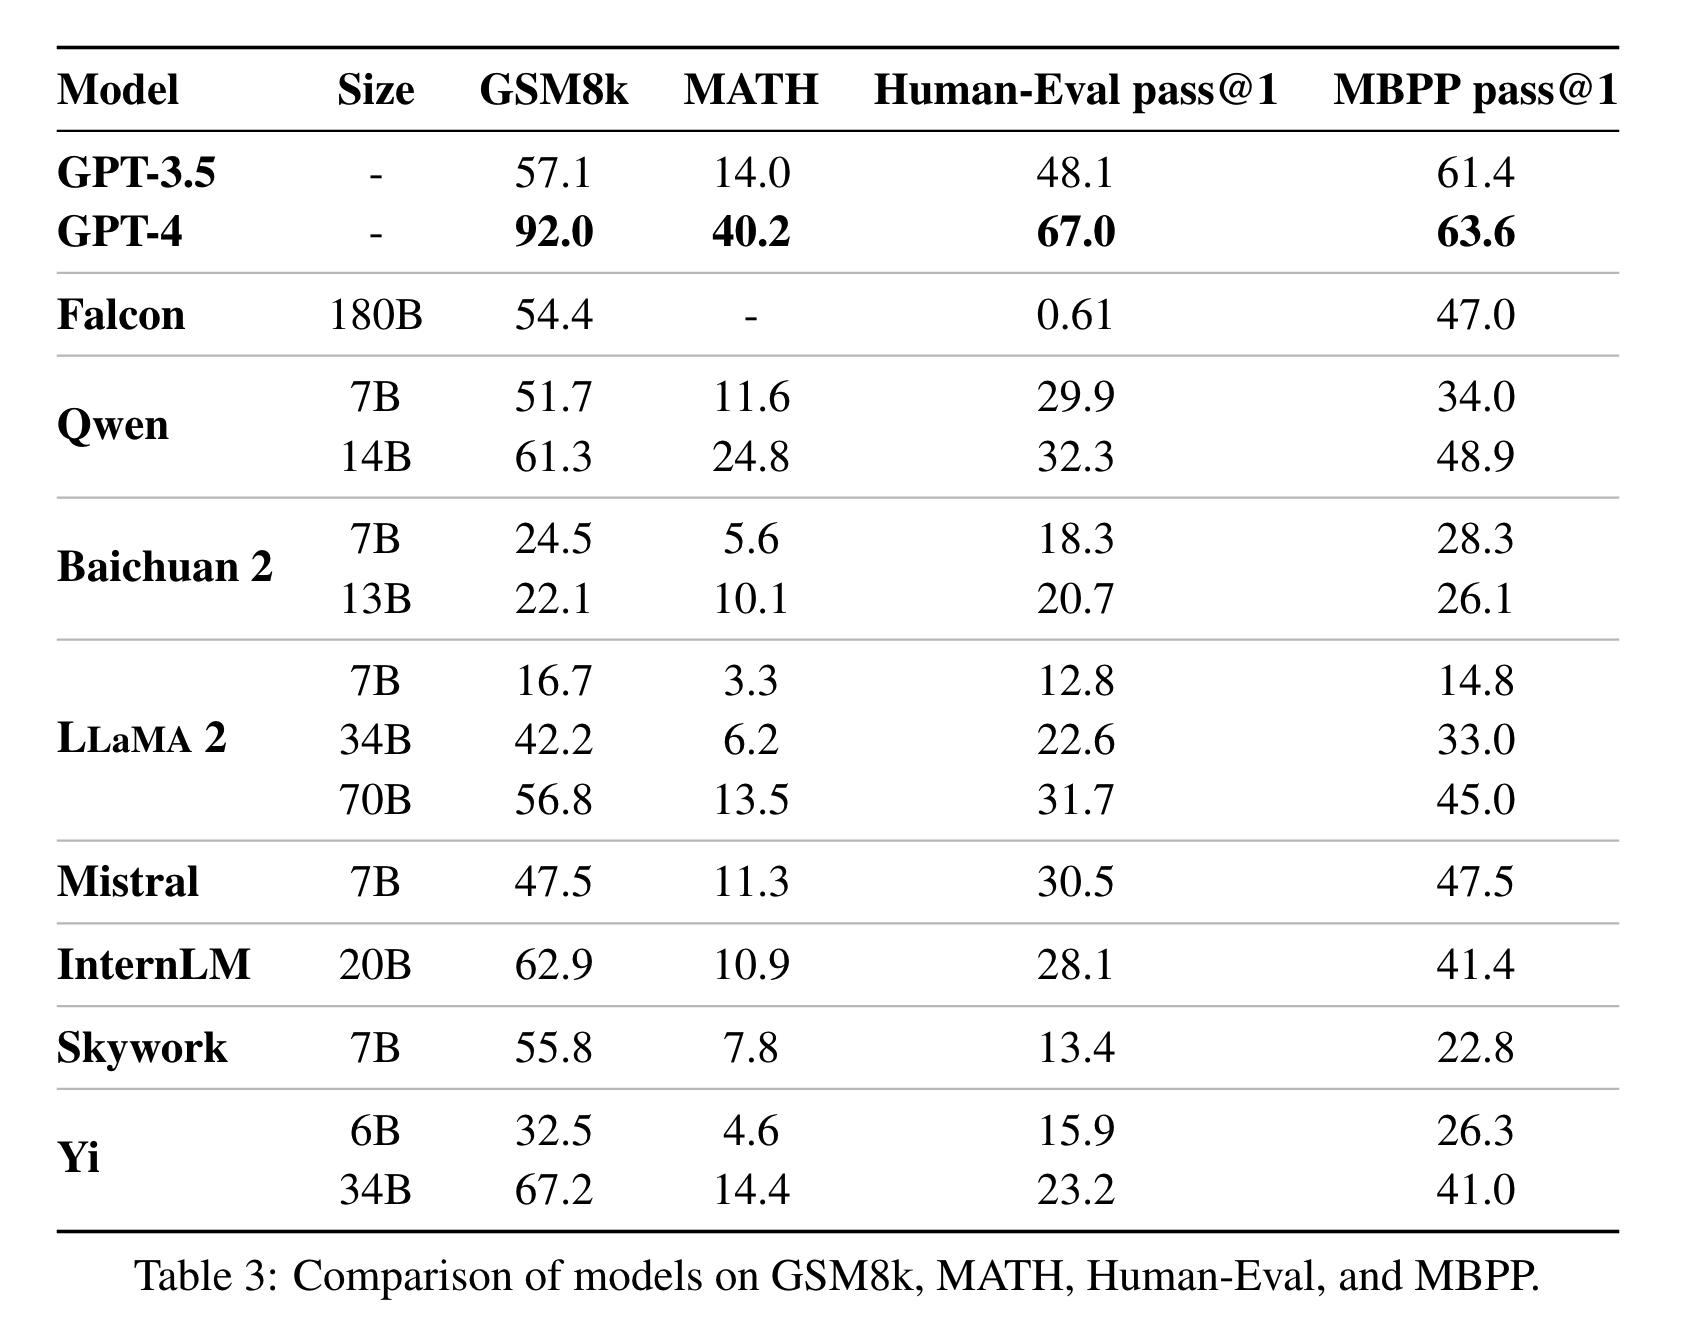 Model Size GSM8k MATH Human-Eval pass@1 MBPP pass@1
GPT-3.5 - 57.1 14.0 48.1 61.4
GPT-4 - 92.0 40.2 67.0 63.6
Falcon 180B 54.4 - 0.61 47.0
Qwen 7B 51.7 11.6 29.9 34.0
14B 61.3 24.8 32.3 48.9
Baichuan 2 7B 24.5 5.6 18.3 28.3
13B 22.1 10.1 20.7 26.1
LLaMA 2 7B 16.7 3.3 12.8 14.8
34B 42.2 6.2 22.6 33.0
70B 56.8 13.5 31.7 45.0
Mistral 7B 47.5 11.3 30.5 47.5
InternLM 20B 62.9 10.9 28.1 41.4
Skywork 7B 55.8 7.8 13.4 22.8
Yi 6B 32.5 4.6 15.9 26.3
34B 67.2 14.4 23.2 41.0
Table 3: Comparison of models on GSM8k, MATH, Human-Eval, and MBPP.